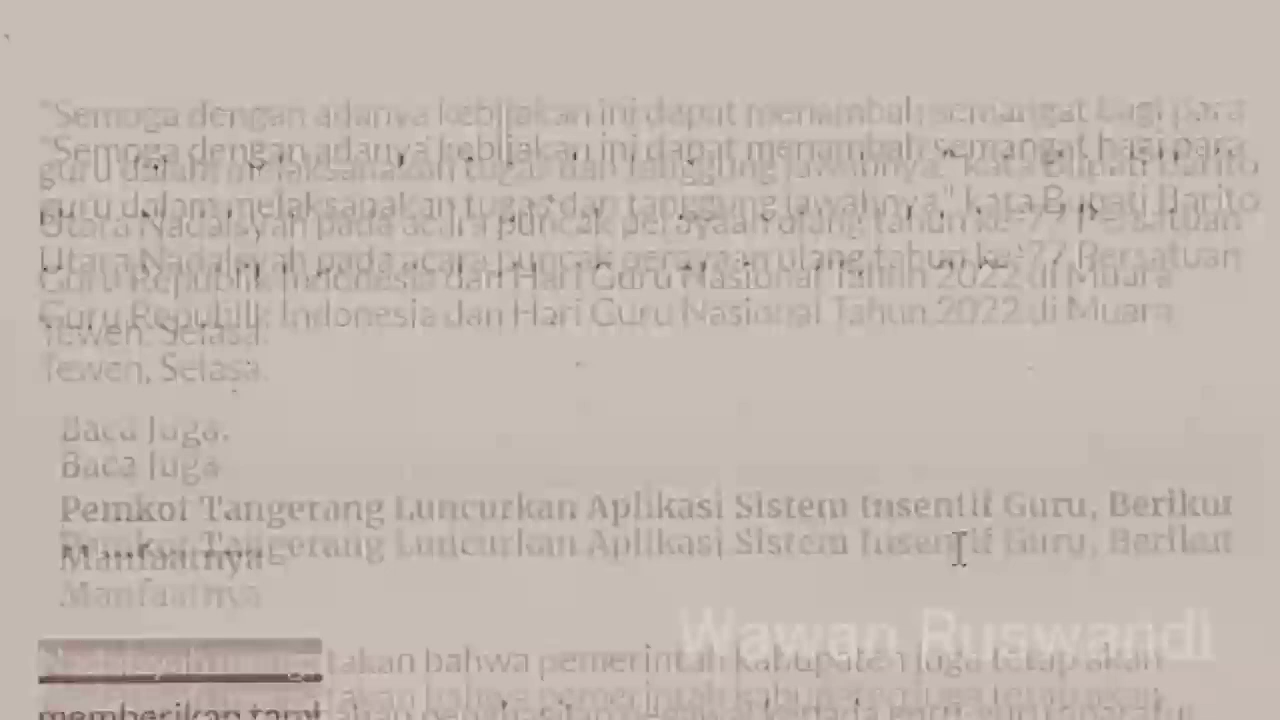 "Semoga dengan adanya kebijakan ini dapat menambah semangat bagi para
guru dalam melaksanakan tugas dan tanggung jawabnya," kata Bupati Barito
Utara Nadalsyah pada acara puncak perayaan ulang tahun ke-77 Persatuan
Guru Republik Indonesia dan Hari Guru Nasional Tahun 2022 di Muara
Tewen, Selasa.
Baca Juga
Pemkot Tangerang Luncurkan Aplikasi Sistem Insentif Guru, Berikut
Manfaatnya
Wawan Ruswandi
takan bahwa pemerintah kabupaten juga tetap akan
memberikan